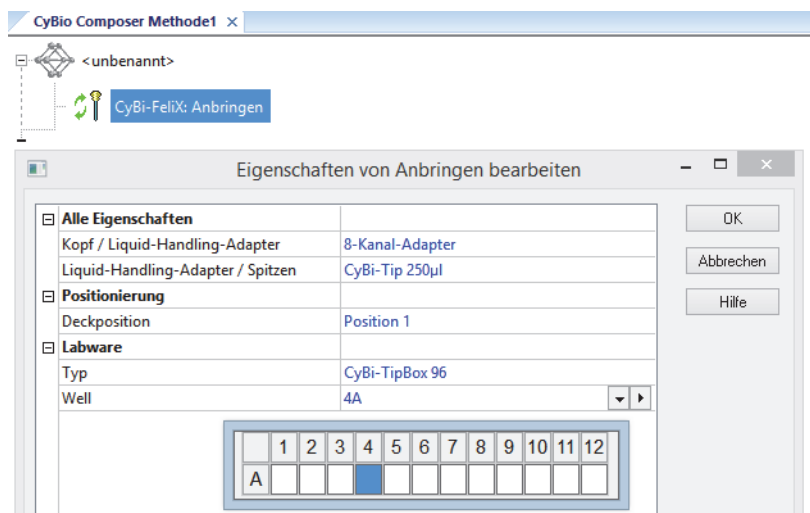 CyBio Composer Methode1 ×
<unbenannt>
CyBi-FeliX: Anbringen
Eigenschaften von Anbringen bearbeiten
Alle Eigenschaften
Kopf / Liquid-Handling-Adapter 8-Kanal-Adapter
Liquid-Handling-Adapter / Spitzen CyBi-Tip 250µl
Positionierung
Deckposition Position 1
Labware
Typ CyBi-TipBox 96
Well 4A
1 2 3 4 5 6 7 8 9 10 11 12
A
OK
Abbrechen
Hilfe